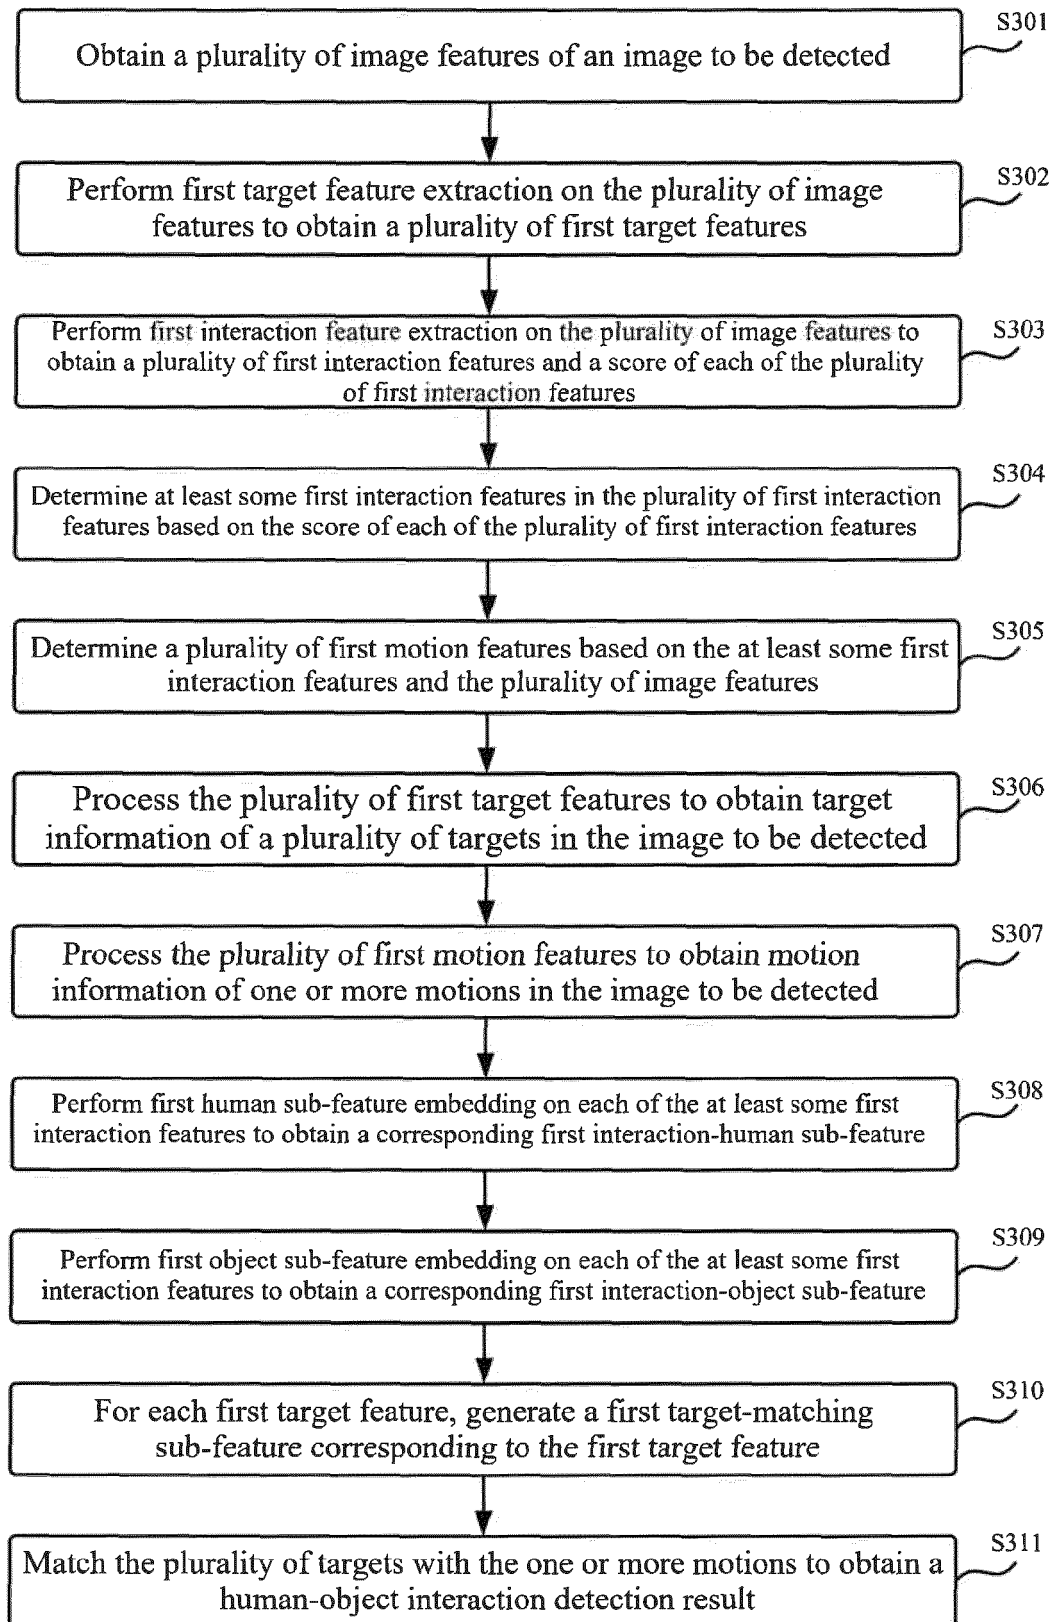 S301
Obtain a plurality of image features of an image to be detected
S302
Perform first target feature extraction on the plurality of image
features to obtain a plurality of first target features
S303
Perform first interaction feature extraction on the plurality of image features to
obtain a plurality of first interaction features and a score of each of the plurality
of first interaction features
S304
Determine at least some first interaction features in the plurality of first interaction
features based on the score of each of the plurality of first interaction features
S305
Determine a plurality of first motion features based on the at least some first
interaction features and the plurality of image features
S306
Process the plurality of first target features to obtain target
information of a plurality of targets in the image to be detected
S307
Process the plurality of first motion features to obtain motion
information of one or more motions in the image to be detected
S308
Perform first human sub-feature embedding on each of the at least some first
interaction features to obtain a corresponding first interaction-human sub-feature
S309
Perform first object sub-feature embedding on each of the at least some first
interaction features to obtain a corresponding first interaction-object sub-feature
S310
For each first target feature, generate a first target-matching
sub-feature corresponding to the first target feature
S311
Match the plurality of targets with the one or more motions to obtain a
human-object interaction detection result